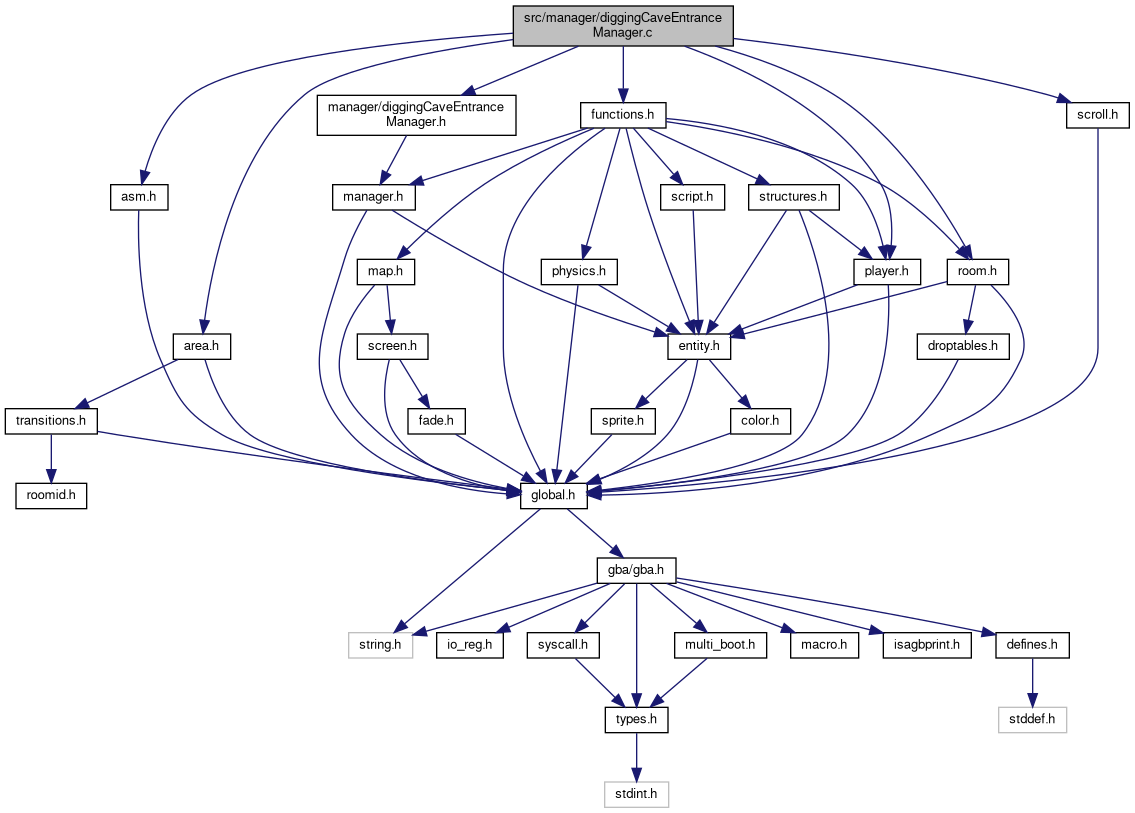 src/manager/diggingCaveEntrance
Manager.c
manager/diggingCaveEntrance
Manager.h
functions.h
scroll.h
asm.h
manager.h
script.h
structures.h
map.h
physics.h
player.h
room.h
area.h
screen.h
entity.h
droptables.h
transitions.h
fade.h
sprite.h
color.h
roomid.h
global.h
gba/gba.h
string.h
io_reg.h
syscall.h
multi_boot.h
macro.h
isagbprint.h
defines.h
types.h
stddef.h
stdint.h